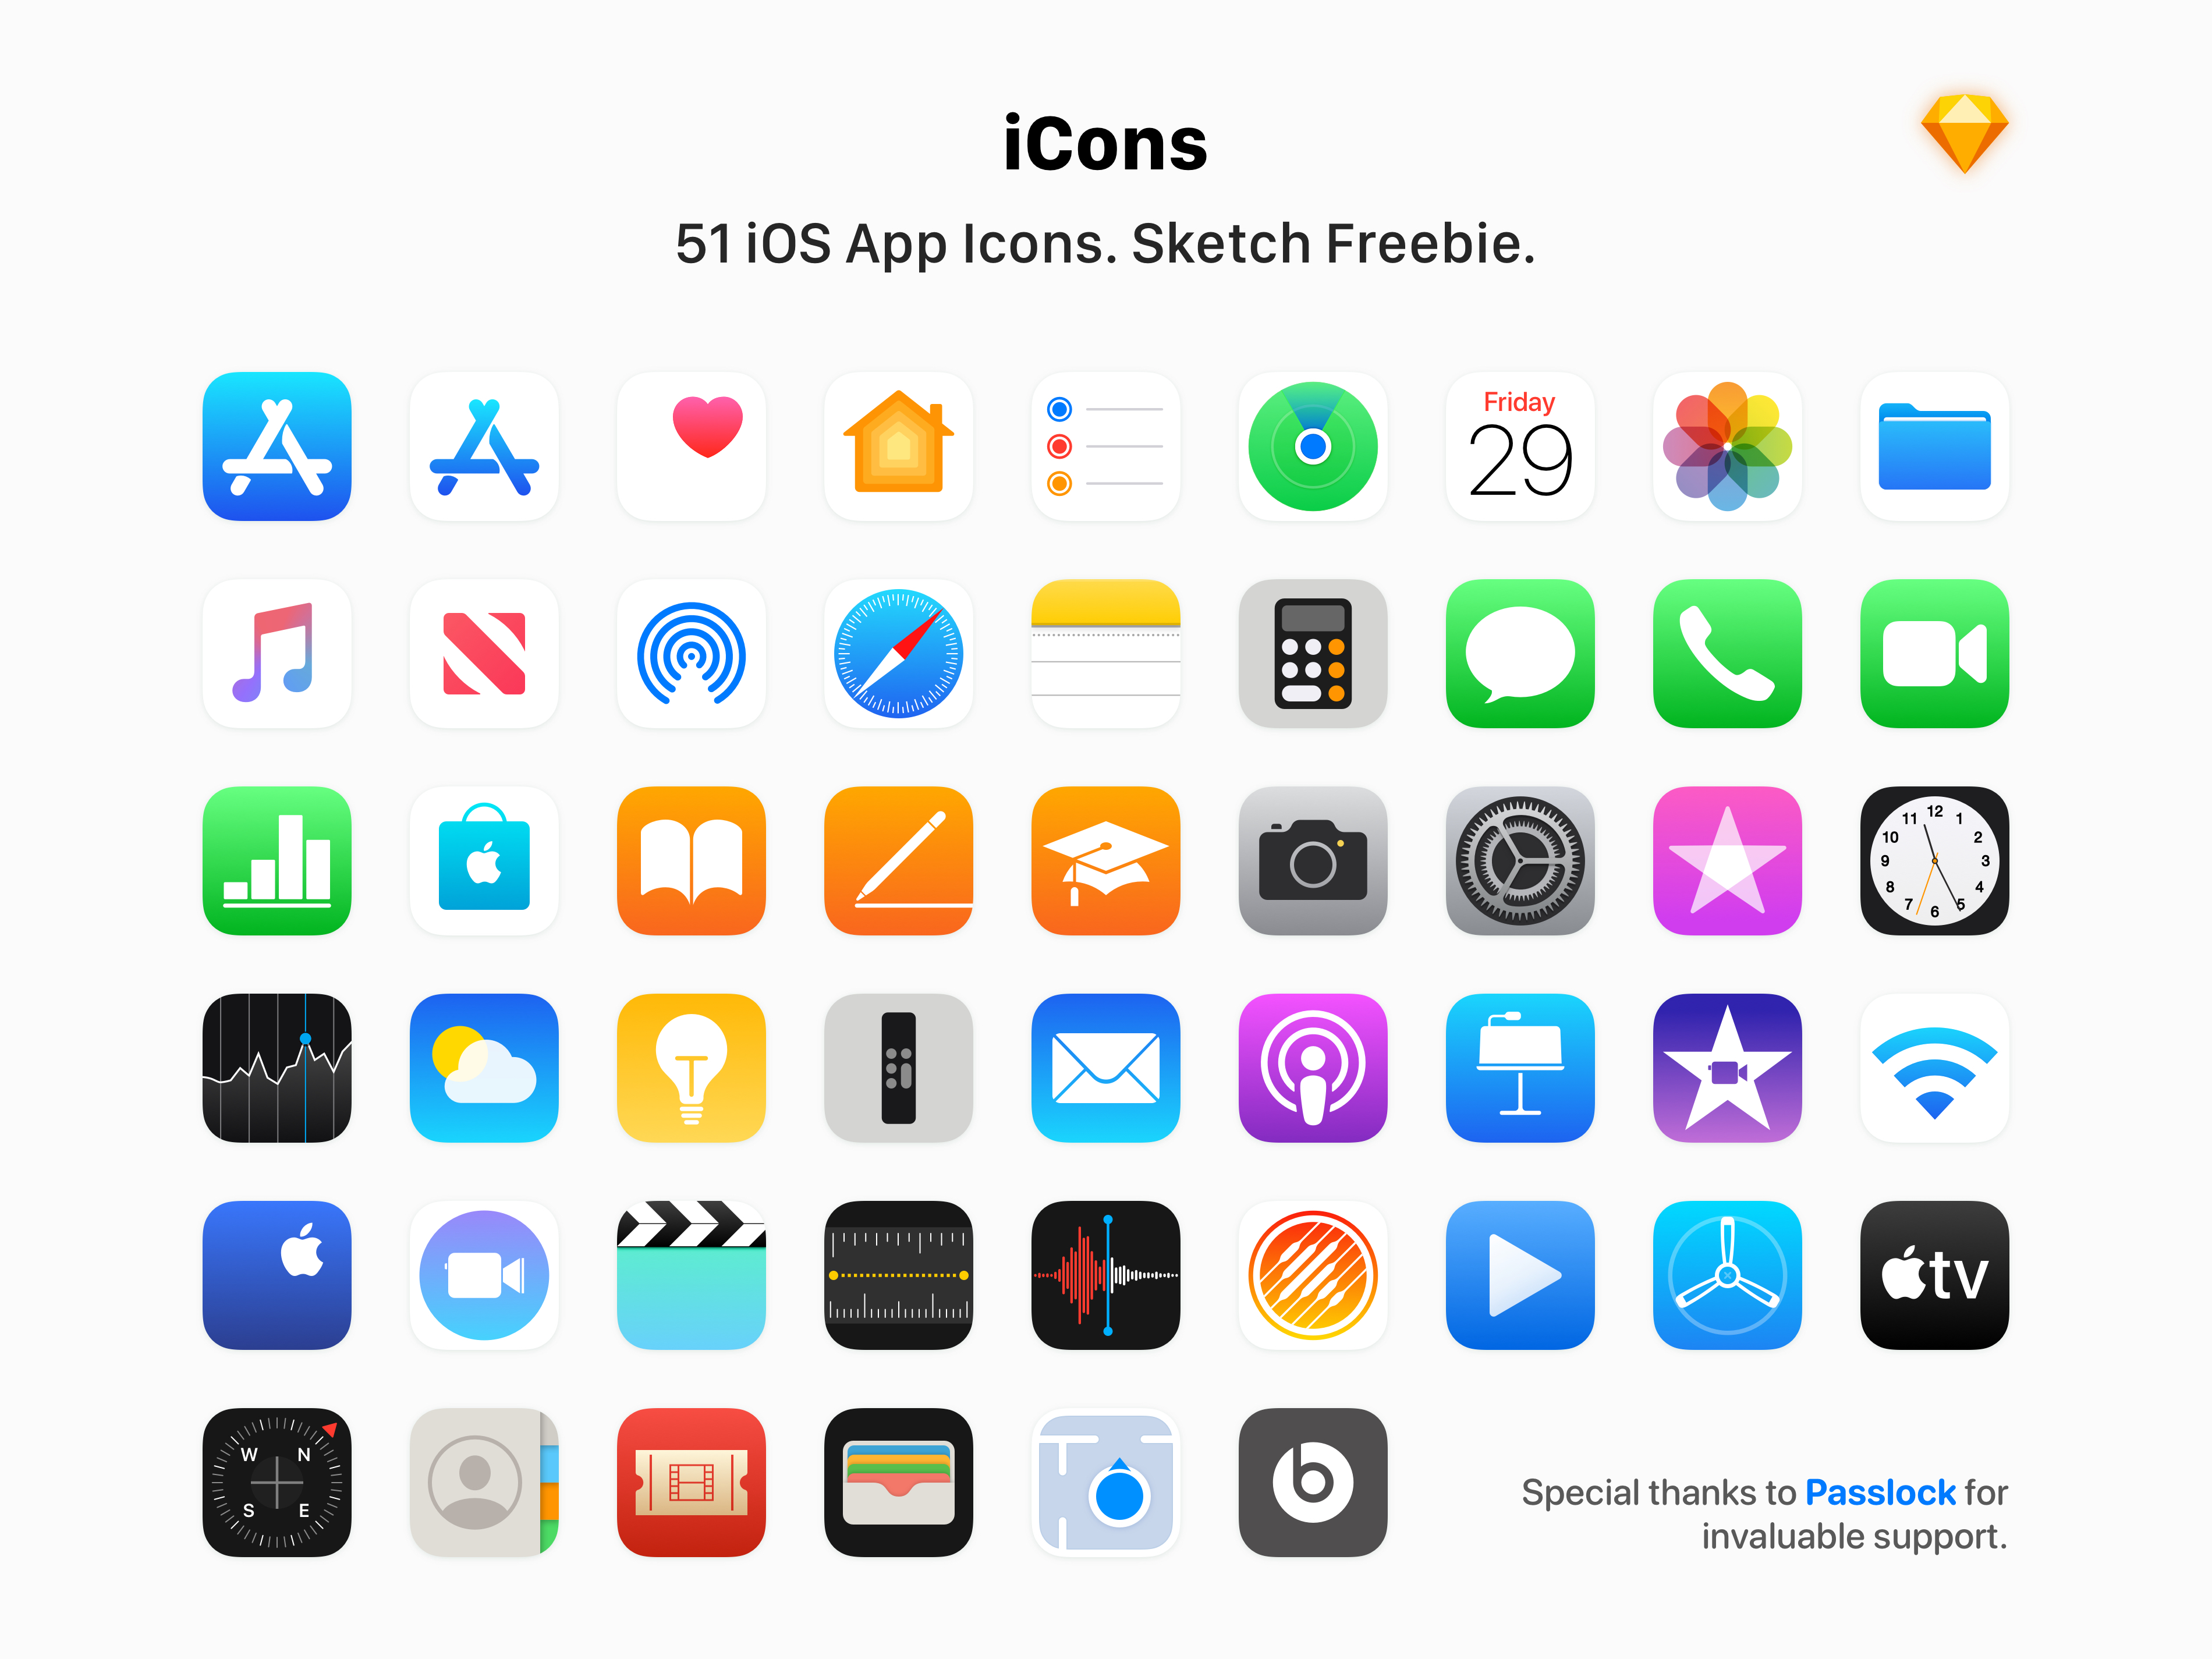 iCons
51 iOS App Icons. Sketch Freebie.
Friday
29
12
11 1
10 2
9 3
8 4
7 5
6
tv
W N
S E
b
Special thanks to Passlock for
invaluable support.